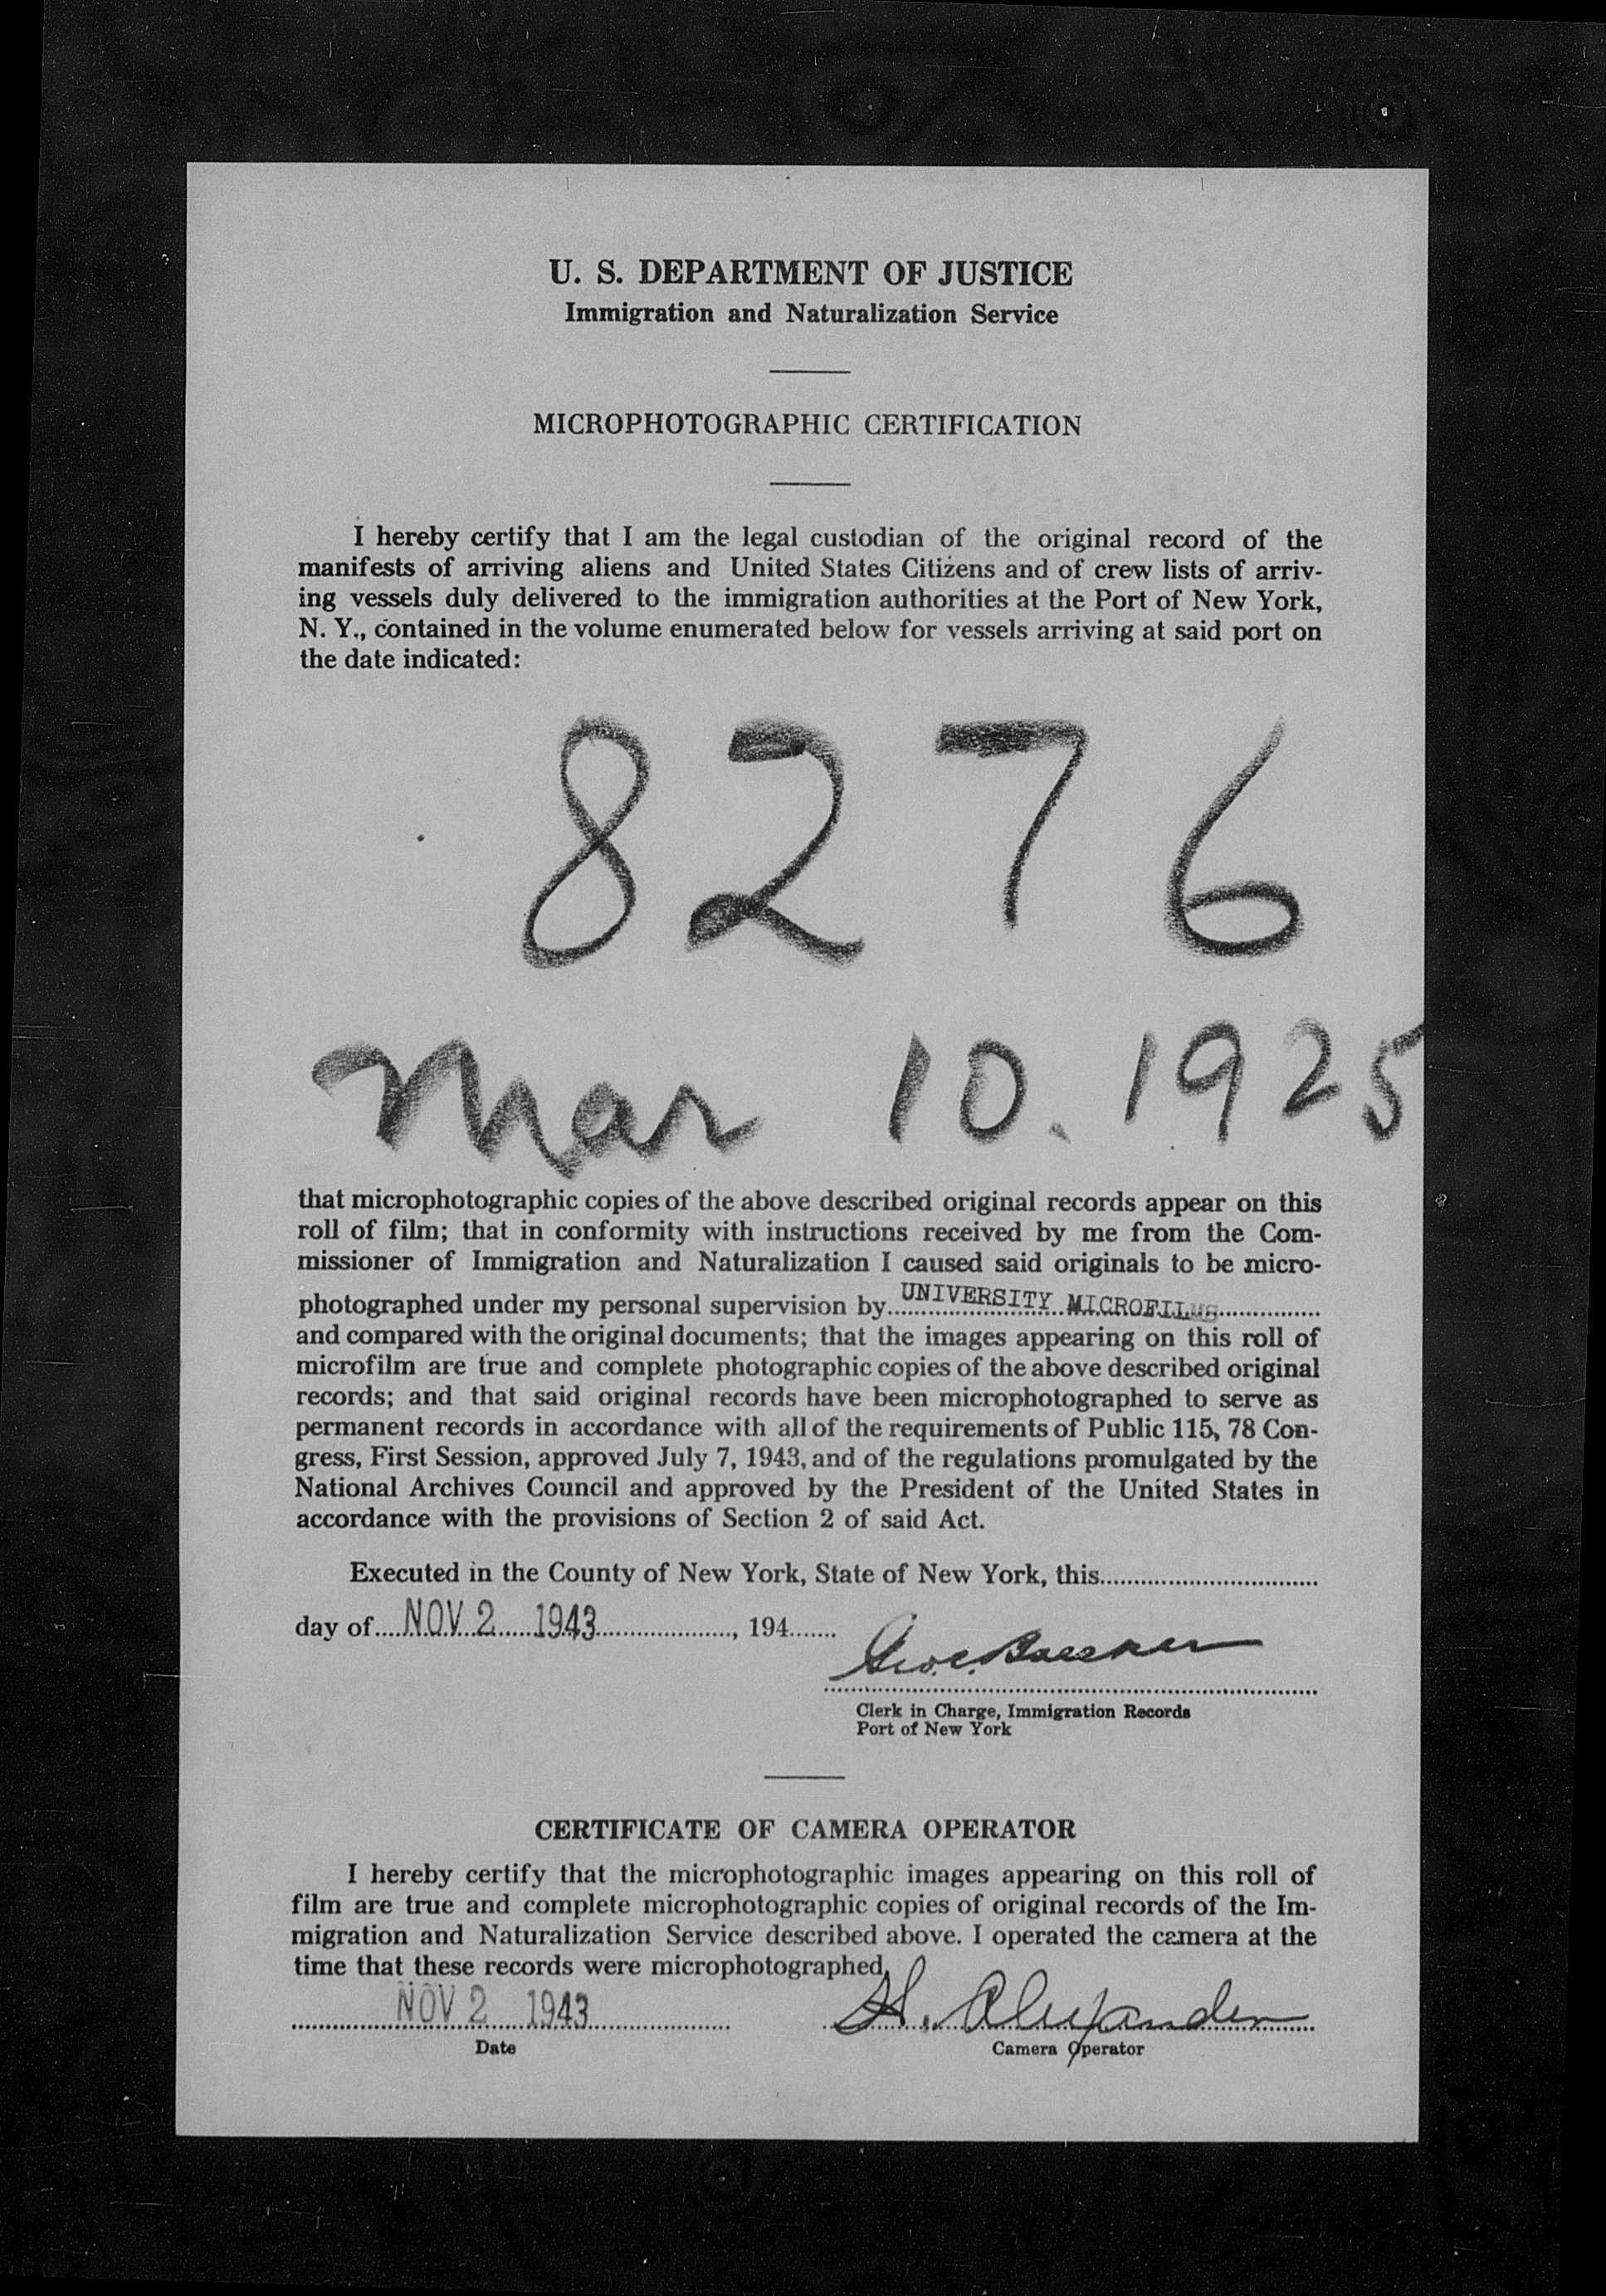 U. S. DEPARTMENT OF JUSTICE
Immigration and Naturalization Service
MICROPHOTOGRAPHIC CERTIFICATION
I hereby certify that I am the legal custodian of the original record of the
manifests of arriving aliens and United States Citizens and of crew lists of arriv-
ing vessels duly delivered to the immigration authorities at the Port of New York,
N. Y., contained in the volume enumerated below for vessels arriving at said port on
the date indicated:
8276
Mar 10. 1925
that microphotographic copies of the above described original records appear on this
roll of film; that in conformity with instructions received by me from the Com-
missioner of Immigration and Naturalization I caused said originals to be micro-
photographed under my personal supervision by UNIVERSITY MICROFILMS
and compared with the original documents; that the images appearing on this roll of
microfilm are true and complete photographic copies of the above described original
records; and that said original records have been microphotographed to serve as
permanent records in accordance with all of the requirements of Public 115, 78 Con-
gress, First Session, approved July 7, 1943, and of the regulations promulgated by the
National Archives Council and approved by the President of the United States in
accordance with the provisions of Section 2 of said Act.
Executed in the County of New York, State of New York, this
day of NOV 2 1943, 194
Geo. C.
Clerk in Charge, Immigration Records
Port of New York
CERTIFICATE OF CAMERA OPERATOR
I hereby certify that the microphotographic images appearing on this roll of
film are true and complete microphotographic copies of original records of the Im-
migration and Naturalization Service described above. I operated the camera at the
time that these records were microphotographed.
NOV 2 1943 H. Alexander
Date Camera Operator